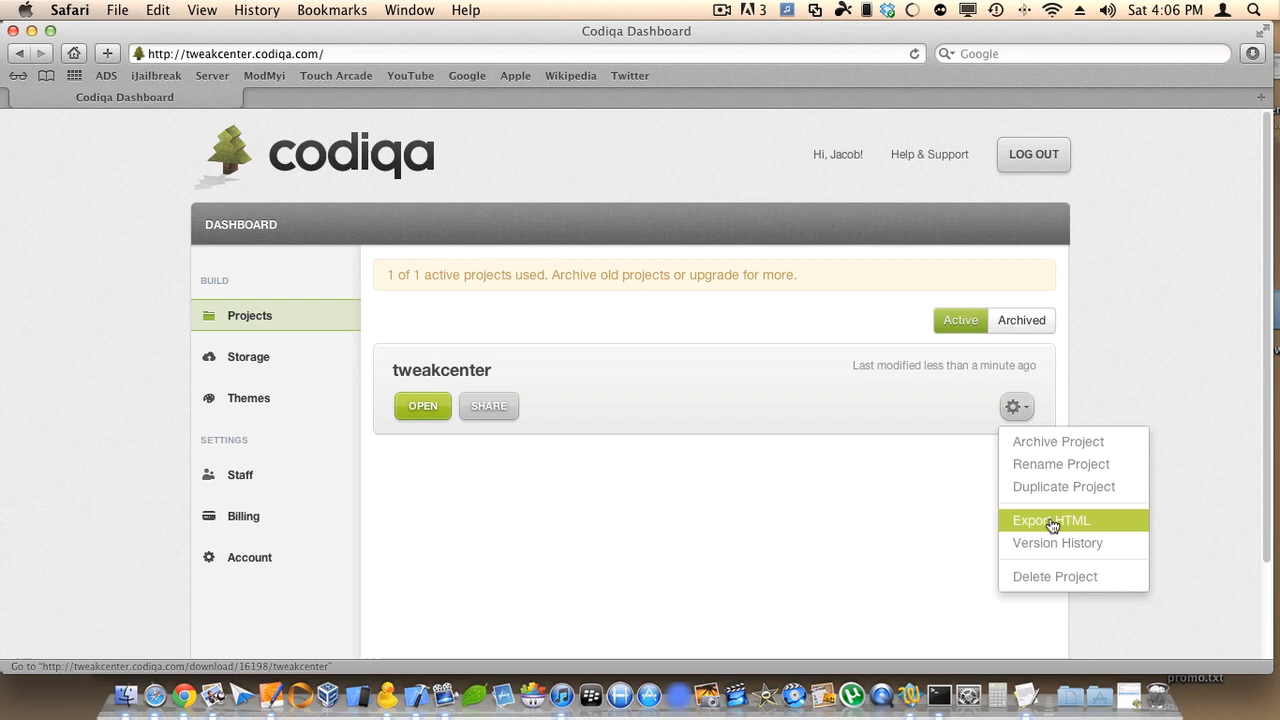 Safari File Edit View History Bookmarks Window Help 3 Sat 4:06 PM
Codiqa Dashboard
http://tweakcenter.codiqa.com/ Google
ADS iJailbreak Server ModMyi Touch Arcade YouTube Google Apple Wikipedia Twitter
Codiqa Dashboard
codiqa Hi, Jacob! Help & Support LOG OUT
DASHBOARD
BUILD
1 of 1 active projects used. Archive old projects or upgrade for more.
Projects
Active Archived
Storage
tweakcenter Last modified less than a minute ago
Themes
OPEN SHARE
SETTINGS
Archive Project
Rename Project
Staff
Duplicate Project
Billing
Export HTML
Version History
Account
Delete Project
Go to "http://tweakcenter.codiqa.com/download/16198/tweakcenter"
promo.txt